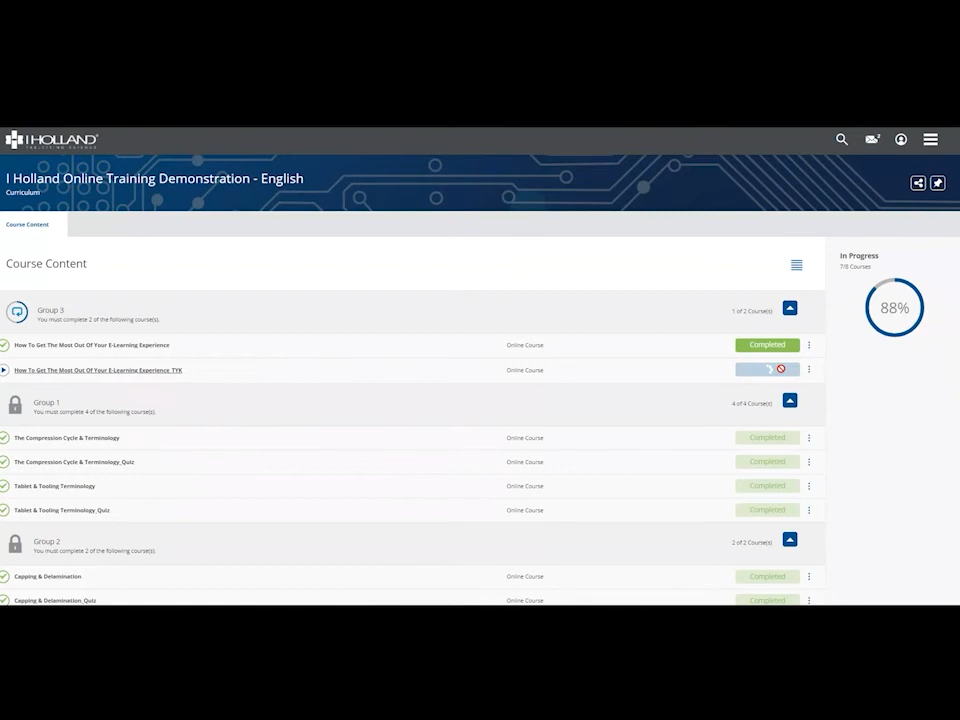 I HOLLAND®
TABLETTING SCIENCE
2
I Holland Online Training Demonstration - English
Curriculum
Course Content
Course Content
In Progress
7/8 Courses
88%
Group 3
You must complete 2 of the following course(s).
1 of 2 Course(s)
How To Get The Most Out Of Your E-Learning Experience
Online Course
Completed
How To Get The Most Out Of Your E-Learning Experience_TYK
Online Course
Group 1
You must complete 4 of the following course(s).
4 of 4 Course(s)
The Compression Cycle & Terminology
Online Course
Completed
The Compression Cycle & Terminology_Quiz
Online Course
Completed
Tablet & Tooling Terminology
Online Course
Completed
Tablet & Tooling Terminology_Quiz
Online Course
Completed
Group 2
You must complete 2 of the following course(s).
2 of 2 Course(s)
Capping & Delamination
Online Course
Completed
Capping & Delamination_Quiz
Online Course
Completed